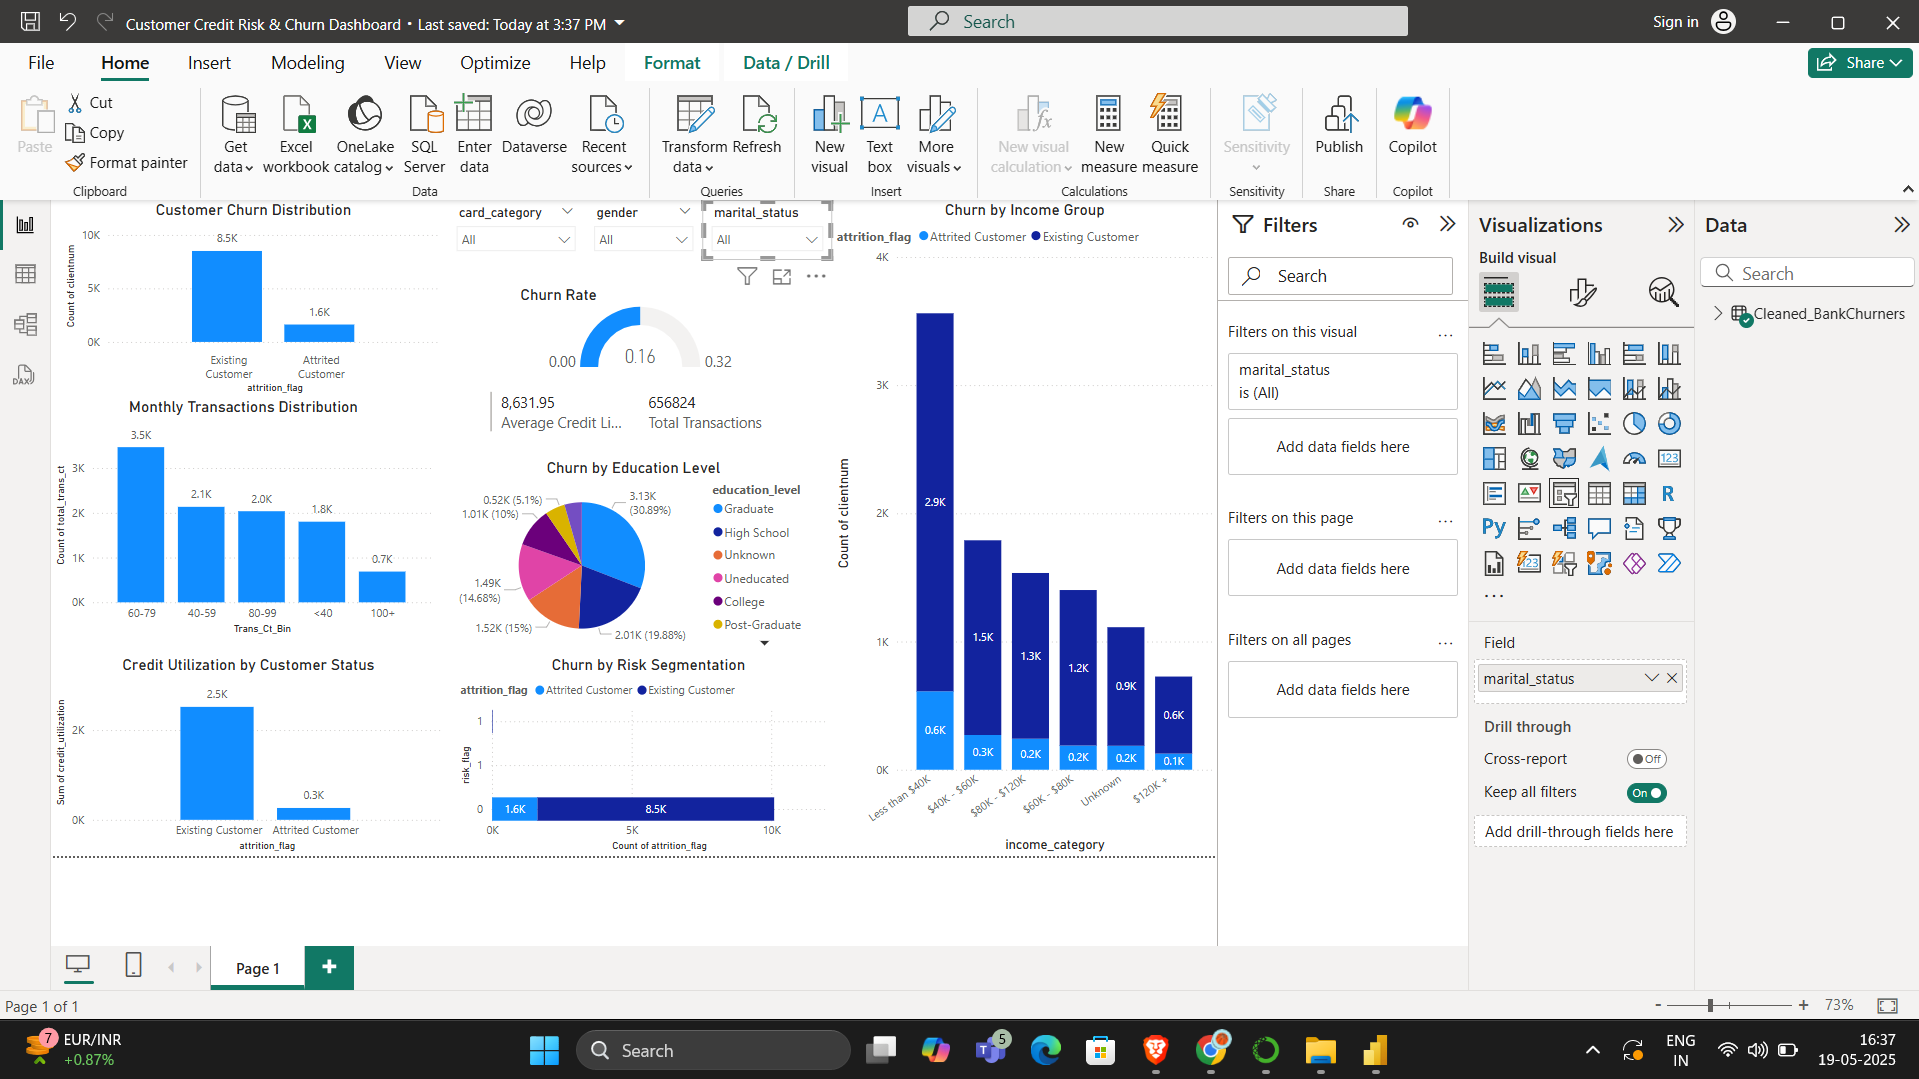 Customer Credit Risk & Churn Dashboard • Last saved: Today at 3:37 PM
Search
Sign in
File
Home
Insert
Modeling
View
Optimize
Help
Format
Data / Drill
Share
Paste
Cut
Copy
Format painter
Clipboard
Get data
Excel workbook
OneLake catalog
SQL Server
Enter data
Dataverse
Recent sources
Data
Transform data
Refresh
Queries
New visual
Text box
More visuals
Insert
New visual calculation
New measure
Quick measure
Calculations
Sensitivity
Sensitivity
Publish
Share
Copilot
Copilot
DAX
Customer Churn Distribution
Count of clientnum
10K
5K
0K
8.5K
1.6K
Existing Customer
Attrited Customer
attrition_flag
Monthly Transactions Distribution
Count of total_trans_ct
3K
2K
1K
0K
3.5K
2.1K
2.0K
1.8K
0.7K
60-79
40-59
80-99
<40
100+
Trans_Ct_Bin
Credit Utilization by Customer Status
Sum of credit_utilization
2K
0K
2.5K
0.3K
Existing Customer
Attrited Customer
attrition_flag
card_category
All
gender
All
marital_status
All
Churn Rate
0.00
0.16
0.32
8,631.95
Average Credit Li...
656824
Total Transactions
Churn by Education Level
3.13K (30.89%)
2.01K (19.88%)
1.52K (15%)
1.49K (14.68%)
1.01K (10%)
0.52K (5.1%)
education_level
Graduate
High School
Unknown
Uneducated
College
Post-Graduate
Churn by Risk Segmentation
attrition_flag
Attrited Customer
Existing Customer
risk_flag
1
1
0
1.6K
8.5K
0K
5K
10K
Count of attrition_flag
Churn by Income Group
attrition_flag
Attrited Customer
Existing Customer
Count of clientnum
4K
3K
2K
1K
0K
2.9K
0.6K
1.5K
0.3K
1.3K
0.2K
1.2K
0.2K
0.9K
0.2K
0.6K
0.1K
Less than $40K
$40K - $60K
$80K - $120K
$60K - $80K
Unknown
$120K +
income_category
Filters
Search
Filters on this visual
...
marital_status
is (All)
Add data fields here
Filters on this page
...
Add data fields here
Filters on all pages
...
Add data fields here
Visualizations
Build visual
123
R
Py
123
...
Field
marital_status
Drill through
Cross-report
Off
Keep all filters
On
Add drill-through fields here
Data
Search
Cleaned_BankChurners
Page 1
+
Page 1 of 1
-
+
73%
7
EUR/INR
+0.87%
Search
5
ENG
IN
16:37
19-05-2025